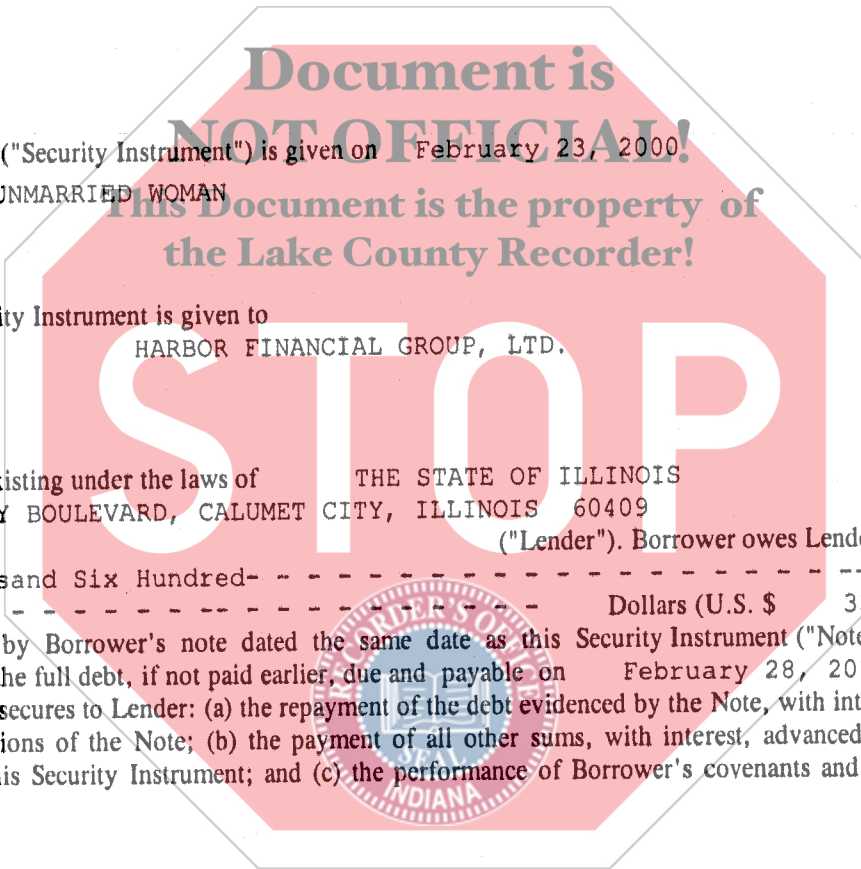 Document is
NOT OFFICIAL!
("Security Instrument") is given on February 23, 2000
UNMARRIED WOMAN
This Document is the property of
the Lake County Recorder!
ity Instrument is given to
HARBOR FINANCIAL GROUP, LTD.
STOP
xisting under the laws of THE STATE OF ILLINOIS
Y BOULEVARD, CALUMET CITY, ILLINOIS 60409
("Lender"). Borrower owes Lende
sand Six Hundred- - - - - - - - - - - - - - - - - - - - - - --
- - - - - - - - - - - - - - - - - - - Dollars (U.S. $ 3
by Borrower's note dated the same date as this Security Instrument ("Note
he full debt, if not paid earlier, due and payable on February 28, 20
secures to Lender: (a) the repayment of the debt evidenced by the Note, with int
ions of the Note; (b) the payment of all other sums, with interest, advanced
is Security Instrument; and (c) the performance of Borrower's covenants and
RECORDER'S OFFICE
SEAL
INDIANA